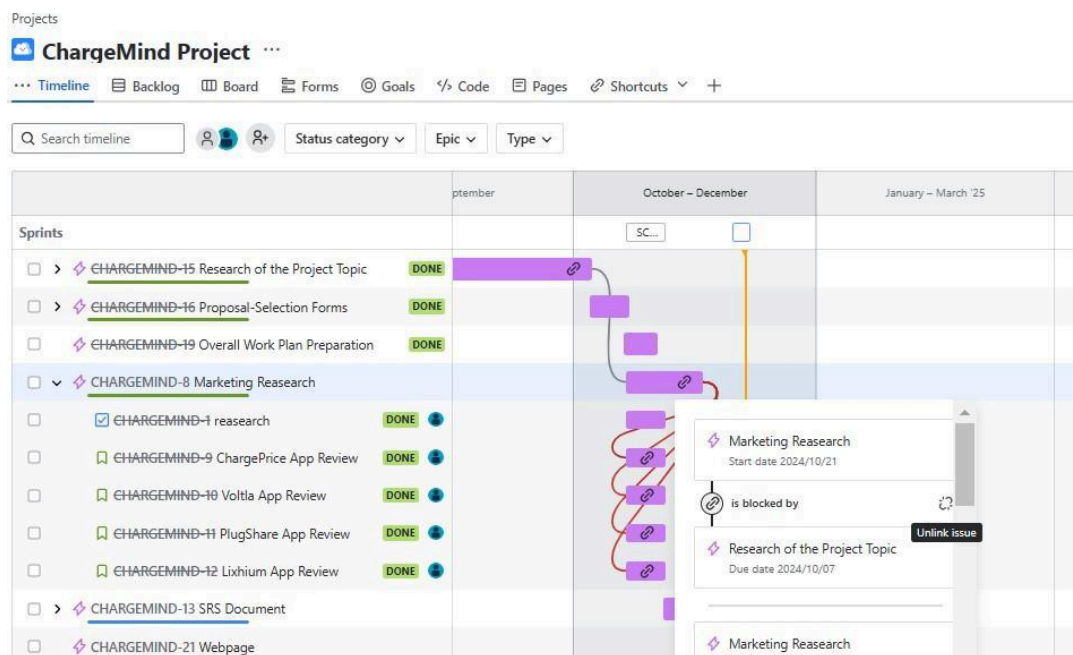 Projects
ChargeMind Project ...
Timeline Backlog Board Forms Goals Code Pages Shortcuts
Search timeline Status category Epic Type
ptember October – December January – March '25
Sprints SC...
CHARGEMIND-15 Research of the Project Topic DONE
CHARGEMIND-16 Proposal-Selection Forms DONE
CHARGEMIND-19 Overall Work Plan Preparation DONE
CHARGEMIND-8 Marketing Reasearch
CHARGEMIND-1 reasearch DONE
CHARGEMIND-9 ChargePrice App Review DONE
CHARGEMIND-10 Voltla App Review DONE
CHARGEMIND-11 PlugShare App Review DONE
CHARGEMIND-12 Lixhium App Review DONE
CHARGEMIND-13 SRS Document
CHARGEMIND-21 Webpage
Marketing Reasearch
Start date 2024/10/21
is blocked by
Unlink issue
Research of the Project Topic
Due date 2024/10/07
Marketing Reasearch